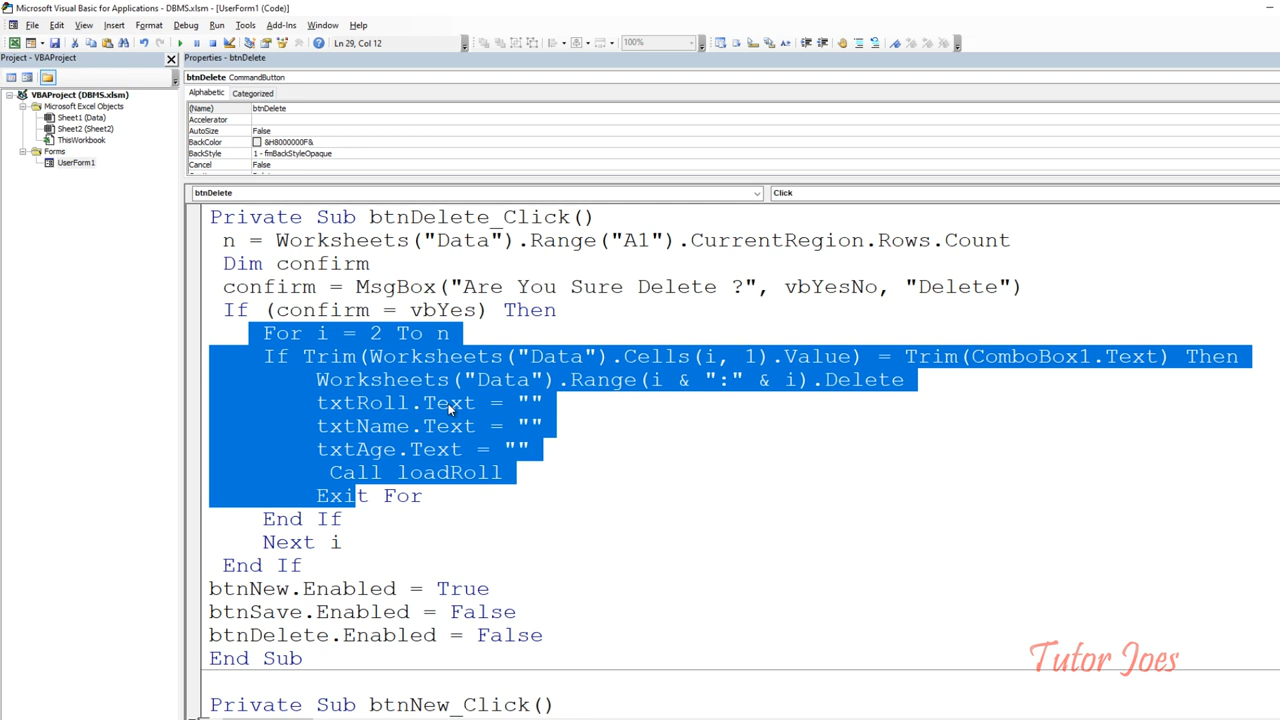 Microsoft Visual Basic for Applications - DBMS.xlsm - [UserForm1 (Code)]
File Edit View Insert Format Debug Run Tools Add-Ins Window Help
Ln 29, Col 12
100%
Project - VBAProject
Properties - btnDelete
btnDelete CommandButton
Alphabetic Categorized
(Name) btnDelete
Accelerator
AutoSize False
BackColor &H8000000F&
BackStyle 1 - fmBackStyleOpaque
Cancel False
VBAProject (DBMS.xlsm)
Microsoft Excel Objects
Sheet1 (Data)
Sheet2 (Sheet2)
ThisWorkbook
Forms
UserForm1
btnDelete Click
Private Sub btnDelete_Click()
n = Worksheets("Data").Range("A1").CurrentRegion.Rows.Count
Dim confirm
confirm = MsgBox("Are You Sure Delete ?", vbYesNo, "Delete")
If (confirm = vbYes) Then
For i = 2 To n
If Trim(Worksheets("Data").Cells(i, 1).Value) = Trim(ComboBox1.Text) Then
Worksheets("Data").Range(i & ":" & i).Delete
txtRoll.Text = ""
txtName.Text = ""
txtAge.Text = ""
Call loadRoll
Exit For
End If
Next i
End If
btnNew.Enabled = True
btnSave.Enabled = False
btnDelete.Enabled = False
End Sub
Private Sub btnNew_Click()
Tutor Joes